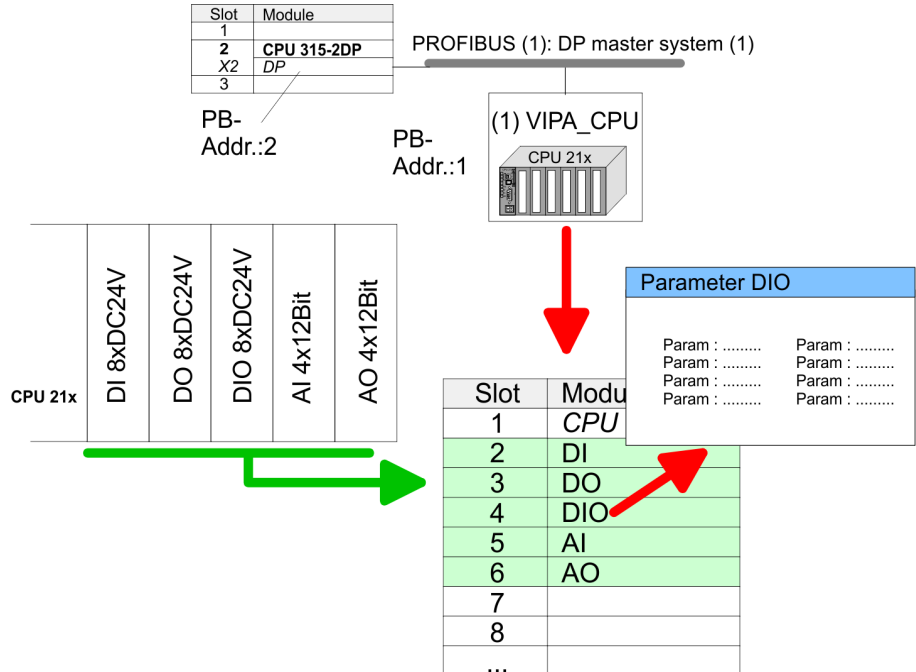 Slot Module
1
2 CPU 315-2DP
X2 DP
3
PROFIBUS (1): DP master system (1)
PB-
Addr.:2
PB-
Addr.:1
(1) VIPA_CPU
CPU 21x
CPU 21x
DI 8xDC24V
DO 8xDC24V
DIO 8xDC24V
AI 4x12Bit
AO 4x12Bit
Parameter DIO
Param : ......... Param : .........
Param : ......... Param : .........
Param : ......... Param : .........
Param : ......... Param : .........
Slot Modu
1 CPU
2 DI
3 DO
4 DIO
5 AI
6 AO
7
8
...